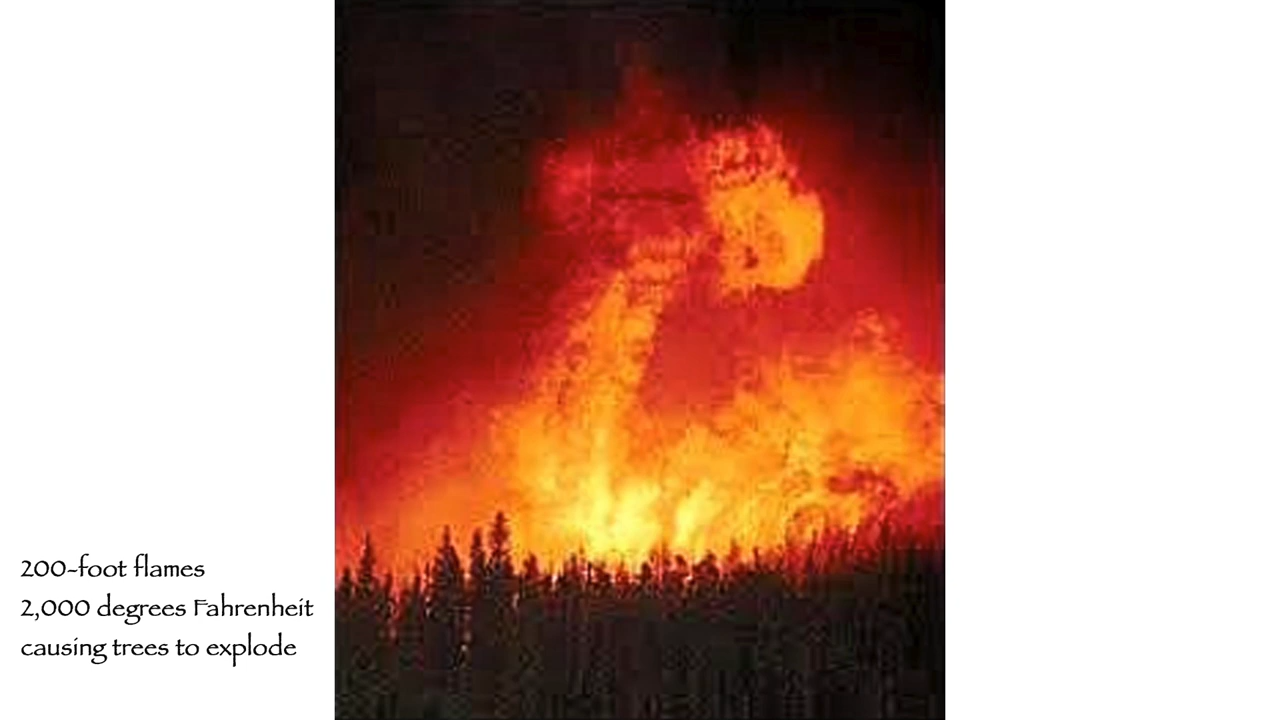 200-foot flames
2,000 degrees Fahrenheit
causing trees to explode